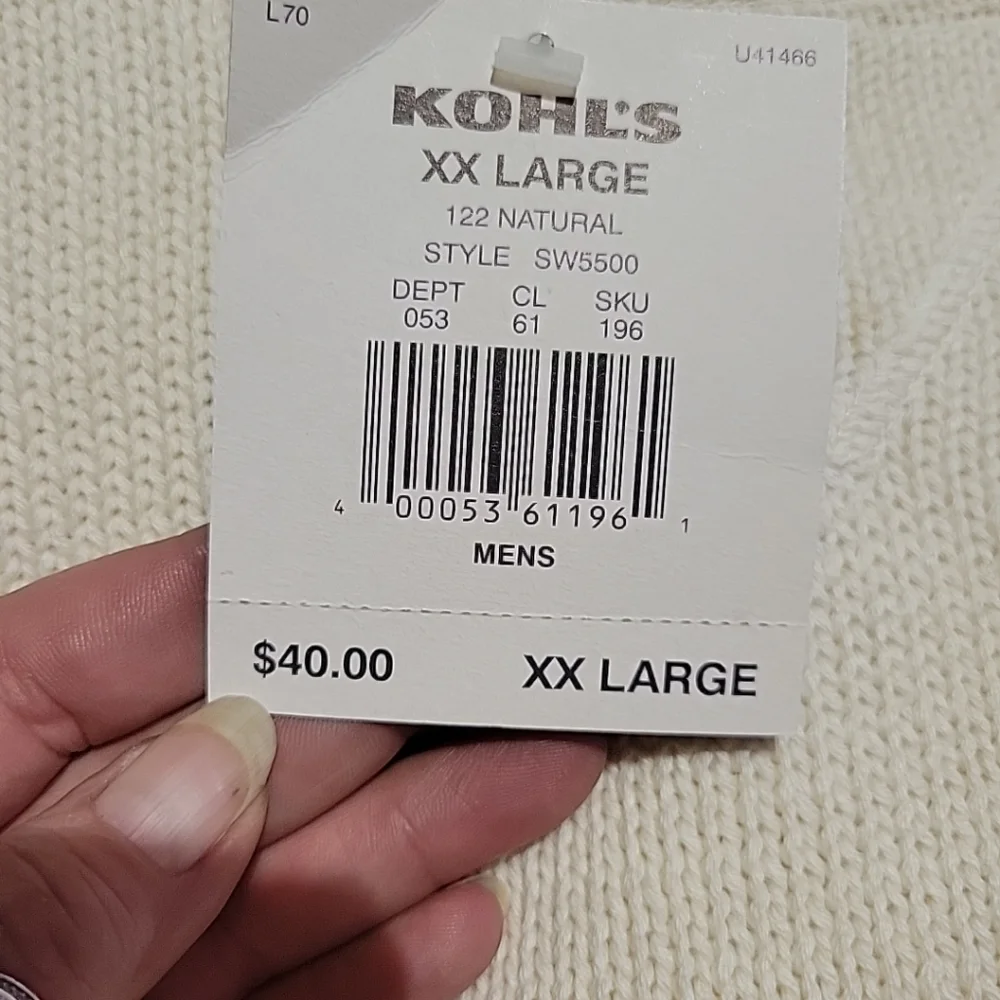 L70
U41466
KOHL'S
XX LARGE
122 NATURAL
STYLE SW5500
DEPT CL SKU
053 61 196
4 00053 61196 1
MENS
$40.00 XX LARGE